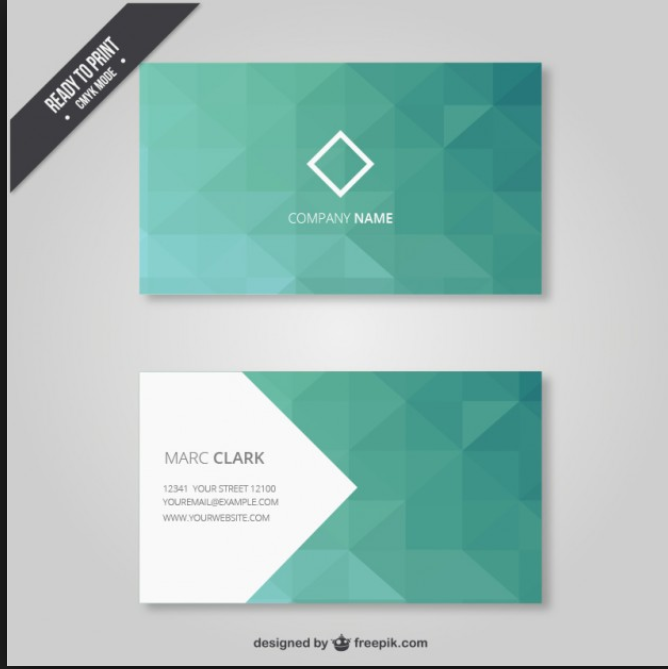 READY TO PRINT
• CMYK MODE •
COMPANY NAME
MARC CLARK
12341 YOUR STREET 12100
YOUREMAIL@EXAMPLE.COM
WWW.YOURWEBSITE.COM
designed by freepik.com